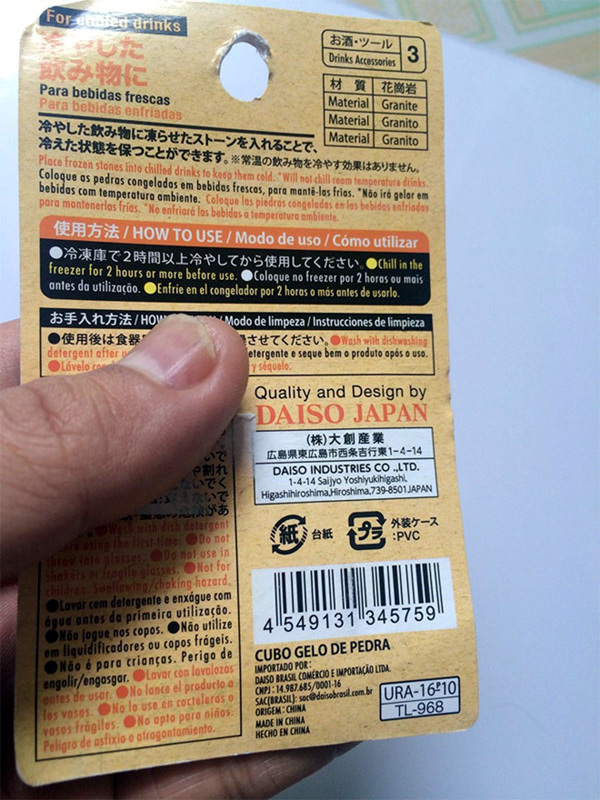 For chilled drinks
冷やした
飲み物に
Para bebidas frescas
Para bebidas enfriadas
お酒・ツール
Drinks Accessories
3
材 質 花崗岩
Material Granite
Material Granito
Material Granito
冷やした飲み物に凍らせたストーンを入れることで、
冷えた状態を保つことができます。※常温の飲み物を冷やす効果はありません。
Place frozen stones into chilled drinks to keep them cold. *Will not chill room temperature drinks.
Coloque as pedras congeladas em bebidas frescas, para mantê-las frias. *Não irá gelar em
bebidas com temperatura ambiente. Coloque las piedras congeladas en las bebidas enfriadas
para mantenerlas frías. *No enfriará las bebidas a temperatura ambiente.
使用方法 / HOW TO USE / Modo de uso / Cómo utilizar
●冷凍庫で2時間以上冷やしてから使用してください。●Chill in the
freezer for 2 hours or more before use. ●Coloque no freezer por 2 horas ou mais
antes da utilização. ●Enfríe en el congelador por 2 horas o más antes de usarlo.
お手入れ方法 / HOW / Modo de limpeza / Instrucciones de limpieza
●使用後は食器 させてください。●Wash with dishwashing
detergent after detergente e seque bem o produto após o uso.
●Lávelo con y séquelo.
Quality and Design by
DAISO JAPAN
(株)大創産業
広島県東広島市西条吉行東1-4-14
DAISO INDUSTRIES CO .,LTD.
1-4-14 Saijyo Yoshiyukihigashi,
Higashihiroshima,Hiroshima,739-8501 JAPAN
紙 台紙
プラ 外装ケース
:PVC
●Wash with dish detergent
before using the first time. ●Do not
throw into glasses. ●Do not use in
shakers or fragile glasses. ●Not for
children. Swallowing/choking hazard.
●Lavar com detergente e enxágue com
água antes da primeira utilização.
●Não jogue nos copos. ●Não utilize
em liquidificadores ou copos frágeis.
●Não é para crianças. Perigo de
engolir/engasgar. ●Lavar con lavalozas
antes de usar. ●No lance el producto a
los vasos. ●No lo use en cocteleras o
vasos frágiles. ●No apto para niños.
Peligro de asfixia o atragantamiento.
4 549131 345759
CUBO GELO DE PEDRA
IMPORTADO POR:
DAISO BRASIL COMÉRCIO E IMPORTAÇÃO LTDA.
CNPJ : 14.987.685/0001-16
SAC(BRASIL): sac@daisobrasil.com.br
ORIGEM : CHINA
MADE IN CHINA
HECHO EN CHINA
URA-16P10
TL-968